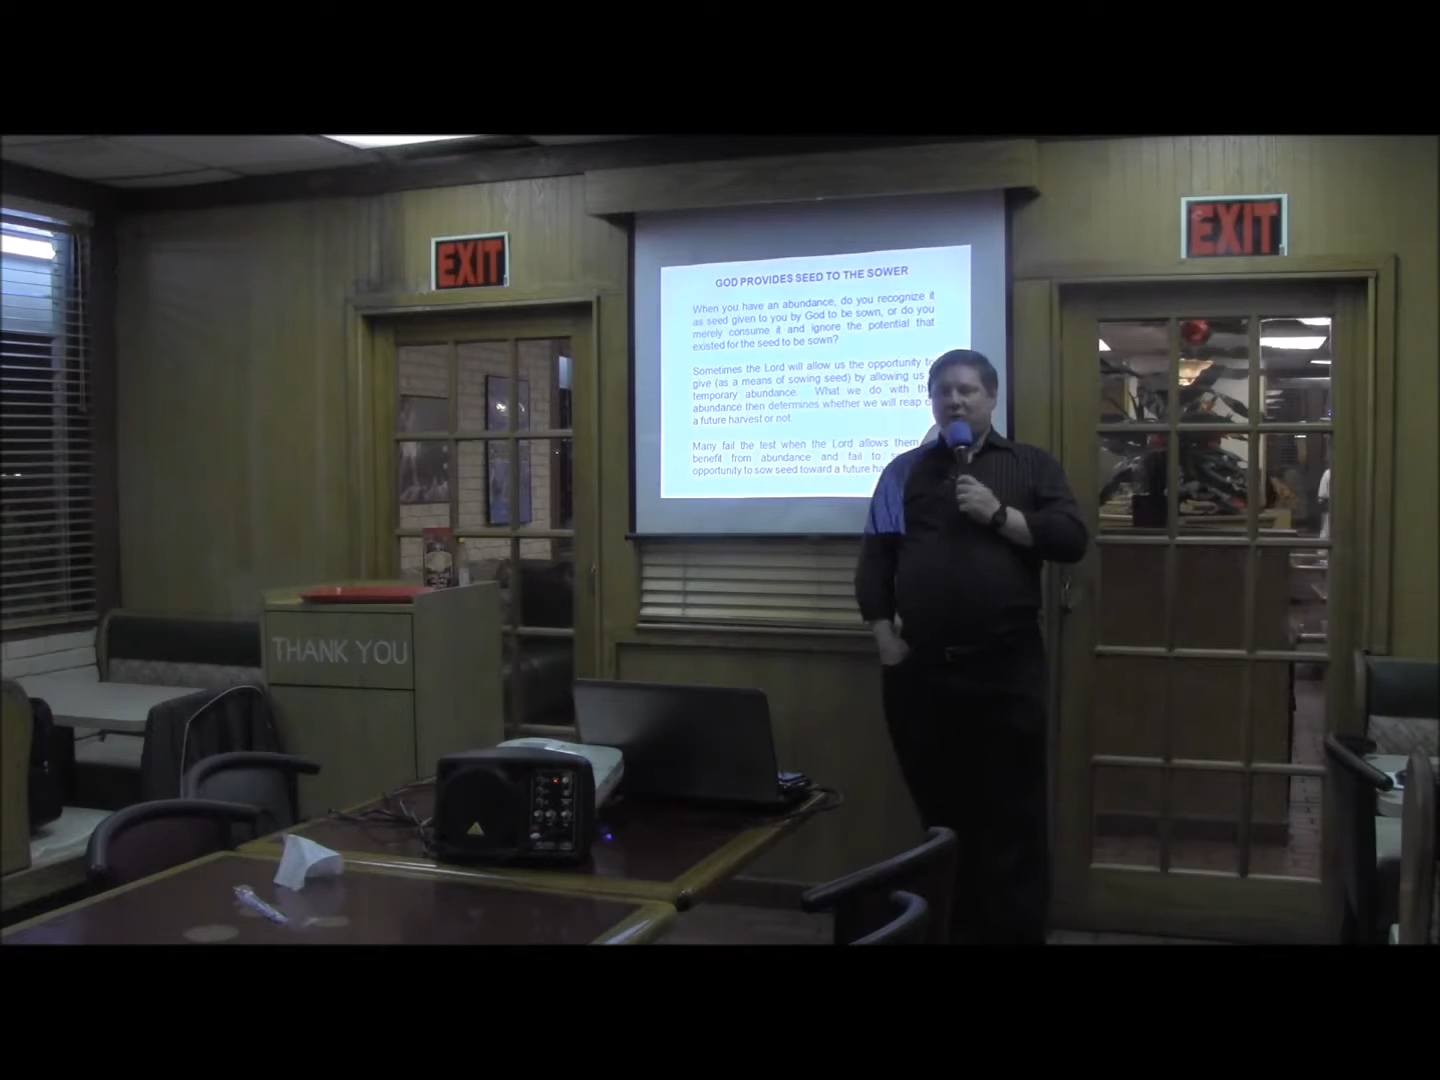 EXIT
EXIT
GOD PROVIDES SEED TO THE SOWER
When you have an abundance, do you recognize it
as seed given to you by God to be sown, or do you
merely consume it and ignore the potential that
existed for the seed to be sown?
Sometimes the Lord will allow us the opportunity to
give (as a means of sowing seed) by allowing us
temporary abundance. What we do with
abundance then determines whether we will reap
a future harvest or not.
Many fail the test when the Lord allows them
benefit from abundance and fail to
opportunity to sow seed toward a future
THANK YOU